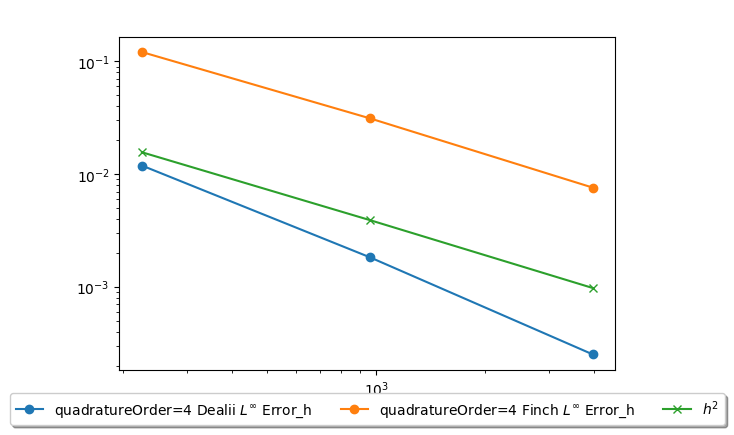 10⁻¹
10⁻²
10⁻³
10³
quadratureOrder=4 Dealii L^∞ Error_h quadratureOrder=4 Finch L^∞ Error_h h²